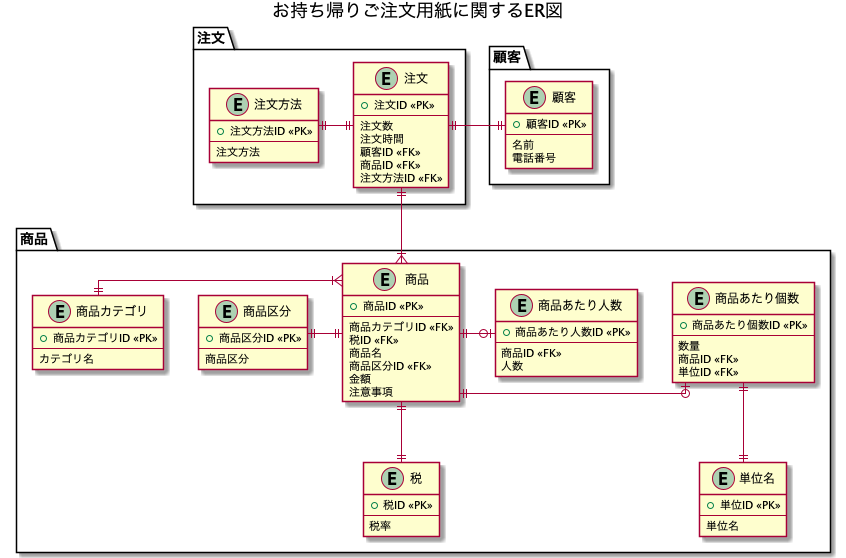 お持ち帰りご注文用紙に関するER図
注文
E 注文方法
注文方法ID «PK»
注文方法
E 注文
注文ID «PK»
注文数
注文時間
顧客ID «FK»
商品ID «FK»
注文方法ID «FK»
顧客
E 顧客
顧客ID «PK»
名前
電話番号
商品
E 商品カテゴリ
商品カテゴリID «PK»
カテゴリ名
E 商品区分
商品区分ID «PK»
商品区分
E 商品
商品ID «PK»
商品カテゴリID «FK»
税ID «FK»
商品名
商品区分ID «FK»
金額
注意事項
E 商品あたり人数
商品あたり人数ID «PK»
商品ID «FK»
人数
E 商品あたり個数
商品あたり個数ID «PK»
数量
商品ID «FK»
単位ID «FK»
E 税
税ID «PK»
税率
E 単位名
単位ID «PK»
単位名